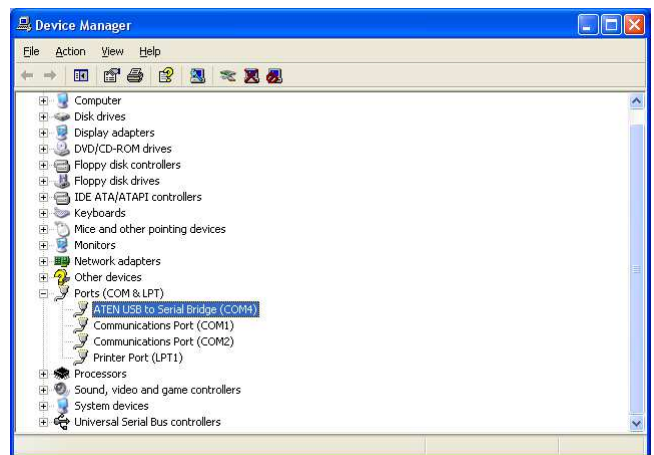 Device Manager
File Action View Help
Computer
Disk drives
Display adapters
DVD/CD-ROM drives
Floppy disk controllers
Floppy disk drives
IDE ATA/ATAPI controllers
Keyboards
Mice and other pointing devices
Monitors
Network adapters
Other devices
Ports (COM & LPT)
ATEN USB to Serial Bridge (COM4)
Communications Port (COM1)
Communications Port (COM2)
Printer Port (LPT1)
Processors
Sound, video and game controllers
System devices
Universal Serial Bus controllers